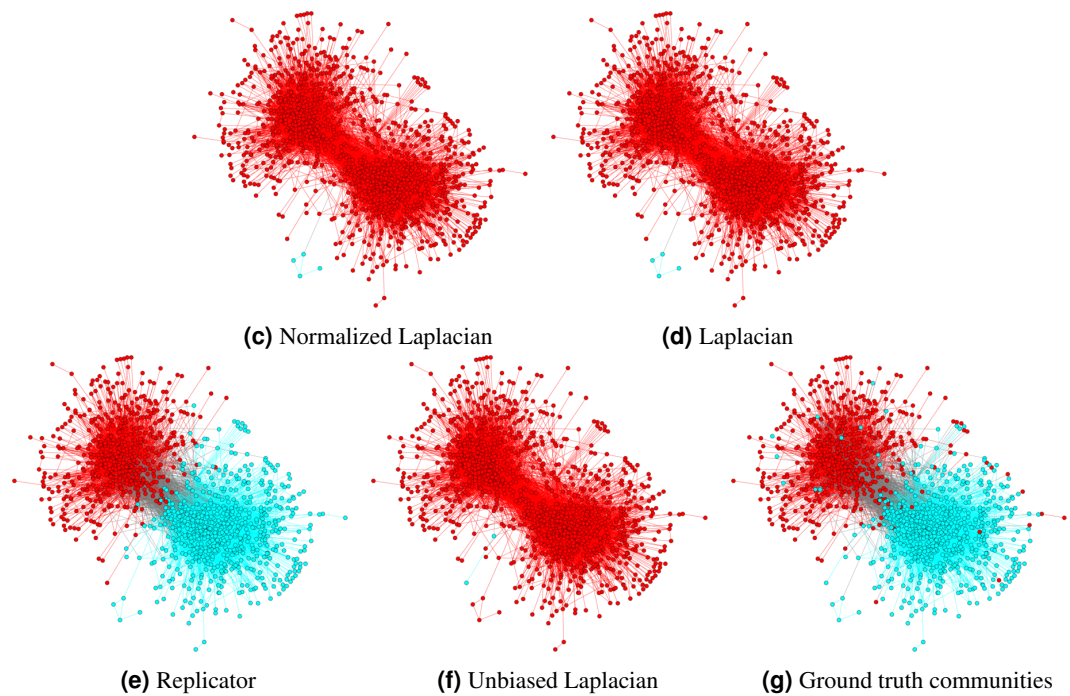 (c) Normalized Laplacian
(d) Laplacian
(e) Replicator
(f) Unbiased Laplacian
(g) Ground truth communities